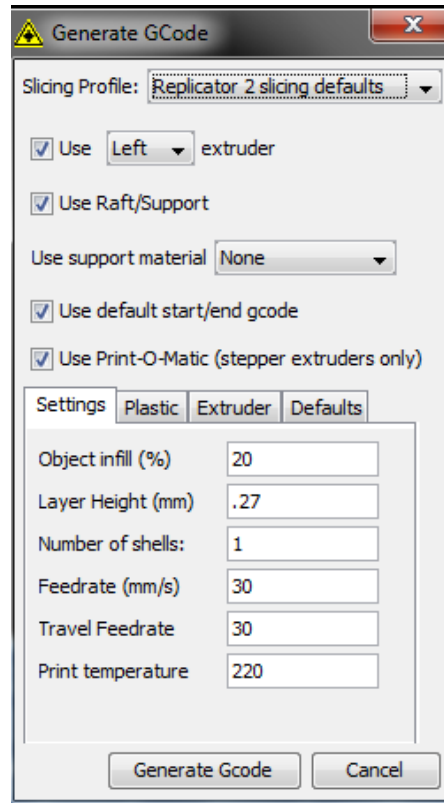 Generate GCode
Slicing Profile: Replicator 2 slicing defaults
Use Left extruder
Use Raft/Support
Use support material None
Use default start/end gcode
Use Print-O-Matic (stepper extruders only)
Settings Plastic Extruder Defaults
Object infill (%) 20
Layer Height (mm) .27
Number of shells: 1
Feedrate (mm/s) 30
Travel Feedrate 30
Print temperature 220
Generate Gcode Cancel